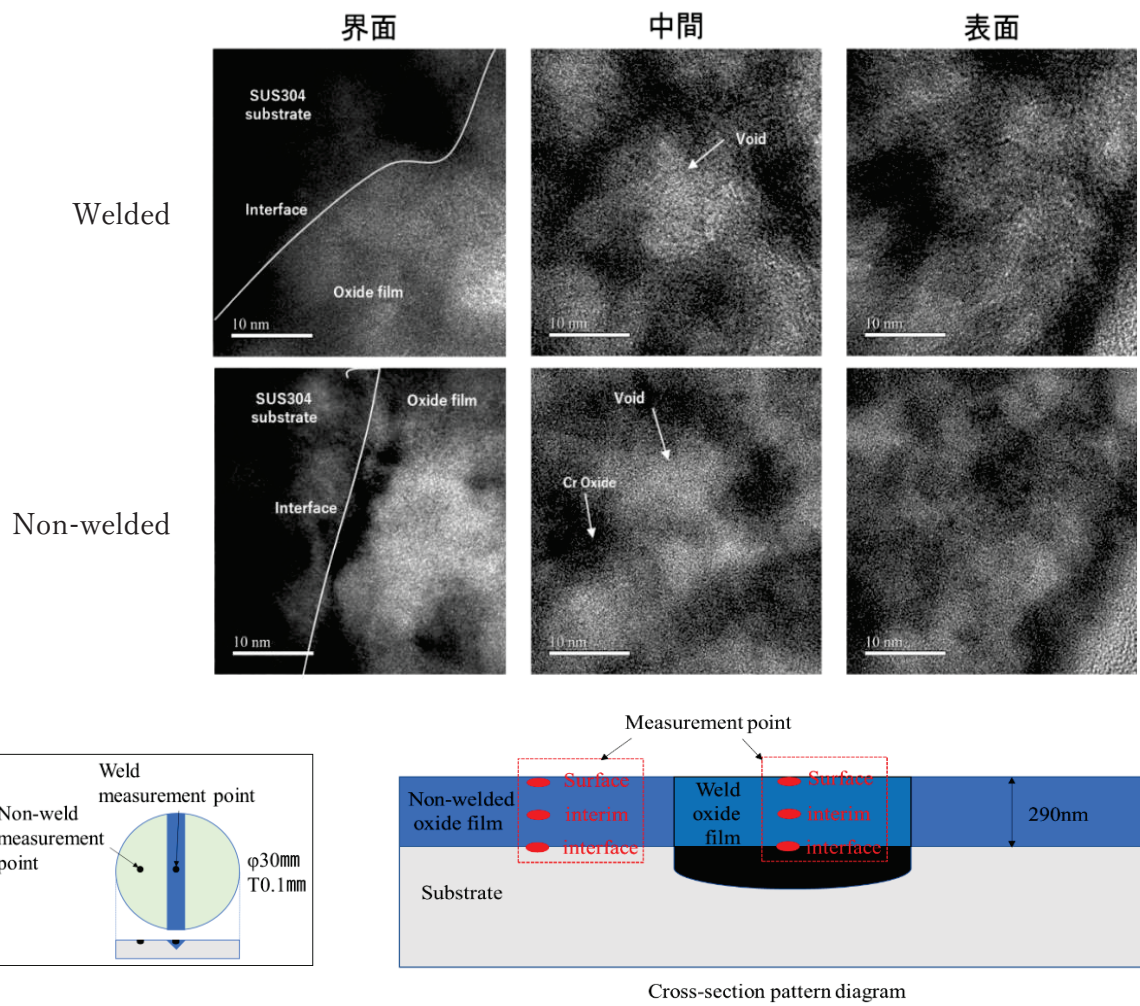 界面
中間
表面
Welded
SUS304
substrate
Interface
Oxide film
10 nm
Void
10 nm
10 nm
Non-welded
SUS304
substrate
Oxide film
Interface
10 nm
Void
Cr Oxide
10 nm
10 nm
Weld
measurement point
Non-weld
measurement
point
φ30㎜
T0.1㎜
Measurement point
Non-welded
oxide film
Surface
interim
interface
Weld
oxide
film
Surface
interim
interface
290nm
Substrate
Cross-section pattern diagram